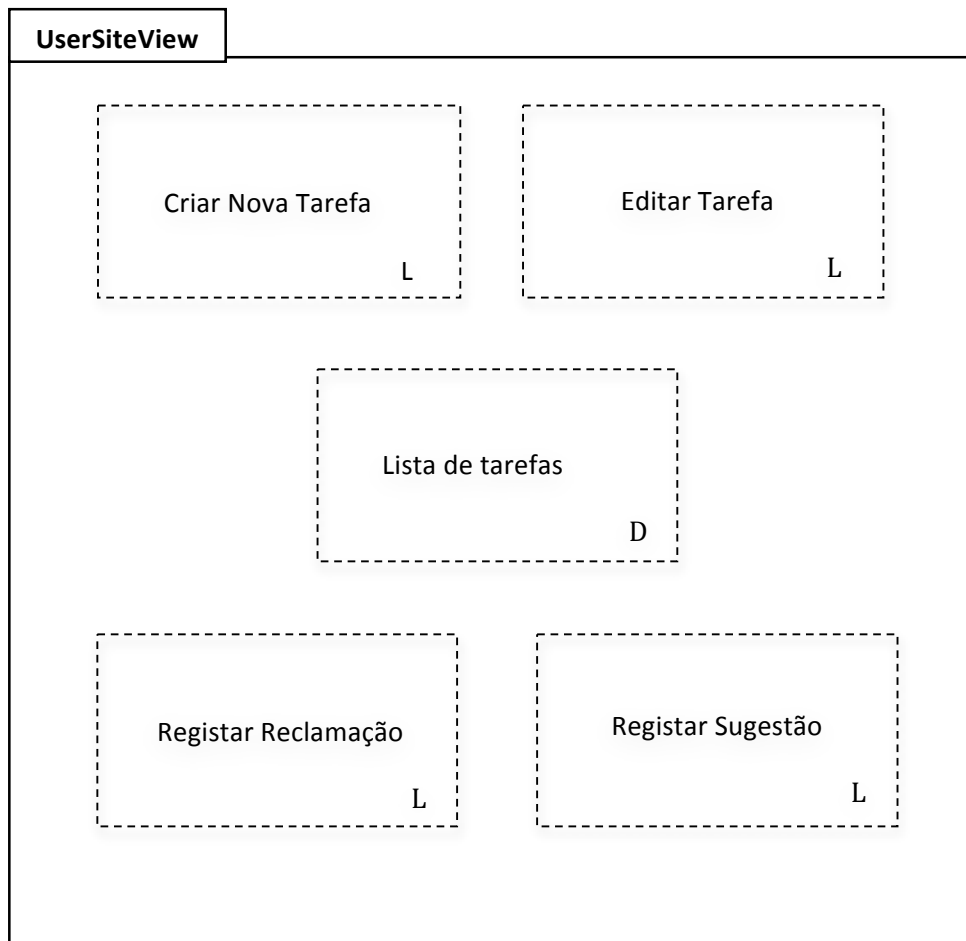 UserSiteView
Criar Nova Tarefa
L
Editar Tarefa
L
Lista de tarefas
D
Registar Reclamação
L
Registar Sugestão
L